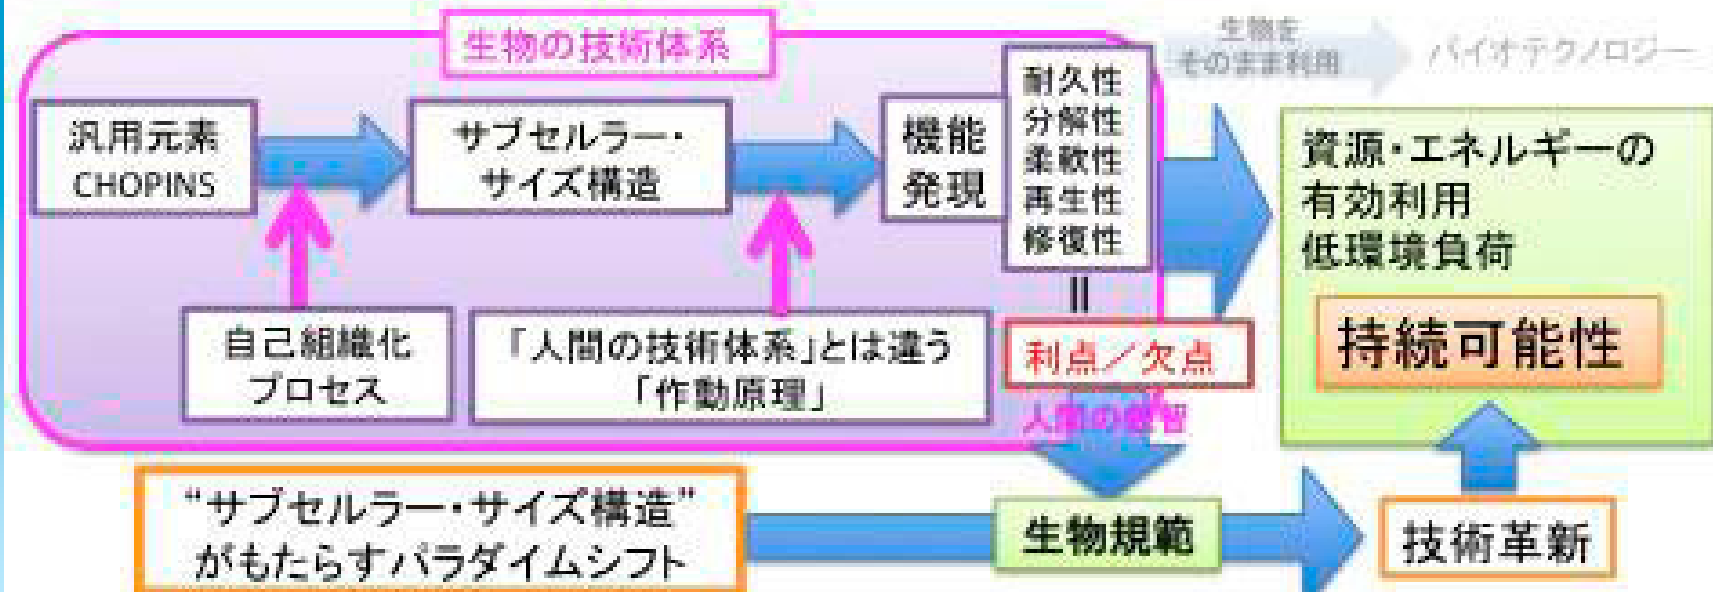 生物の技術体系
生物を
そのまま利用
バイオテクノロジー
汎用元素
CHOPINS
サブセルラー・
サイズ構造
機能
発現
耐久性
分解性
柔軟性
再生性
修復性
=
資源・エネルギーの
有効利用
低環境負荷
持続可能性
自己組織化
プロセス
「人間の技術体系」とは違う
「作動原理」
利点/欠点
人間の叡智
“サブセルラー・サイズ構造”
がもたらすパラダイムシフト
生物規範
技術革新